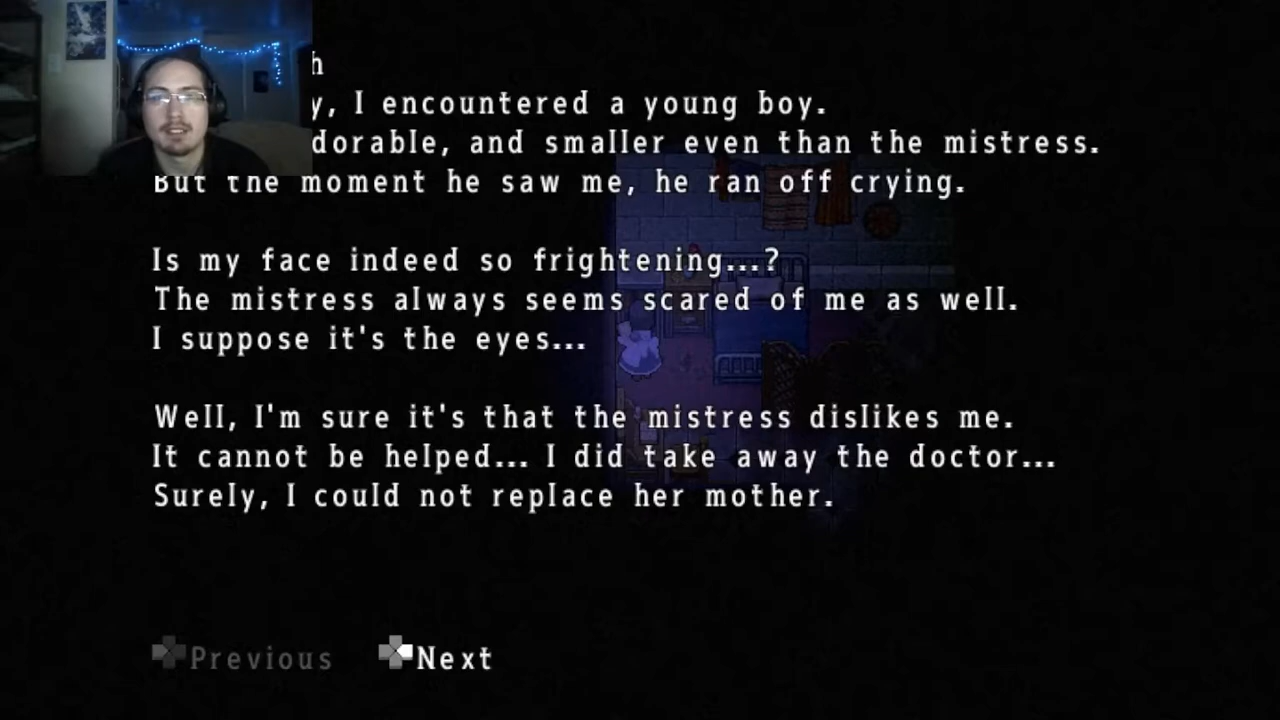 h
y, I encountered a young boy.
dorable, and smaller even than the mistress.
But the moment he saw me, he ran off crying.
Is my face indeed so frightening...?
The mistress always seems scared of me as well.
I suppose it's the eyes...
Well, I'm sure it's that the mistress dislikes me.
It cannot be helped... I did take away the doctor...
Surely, I could not replace her mother.
Previous Next